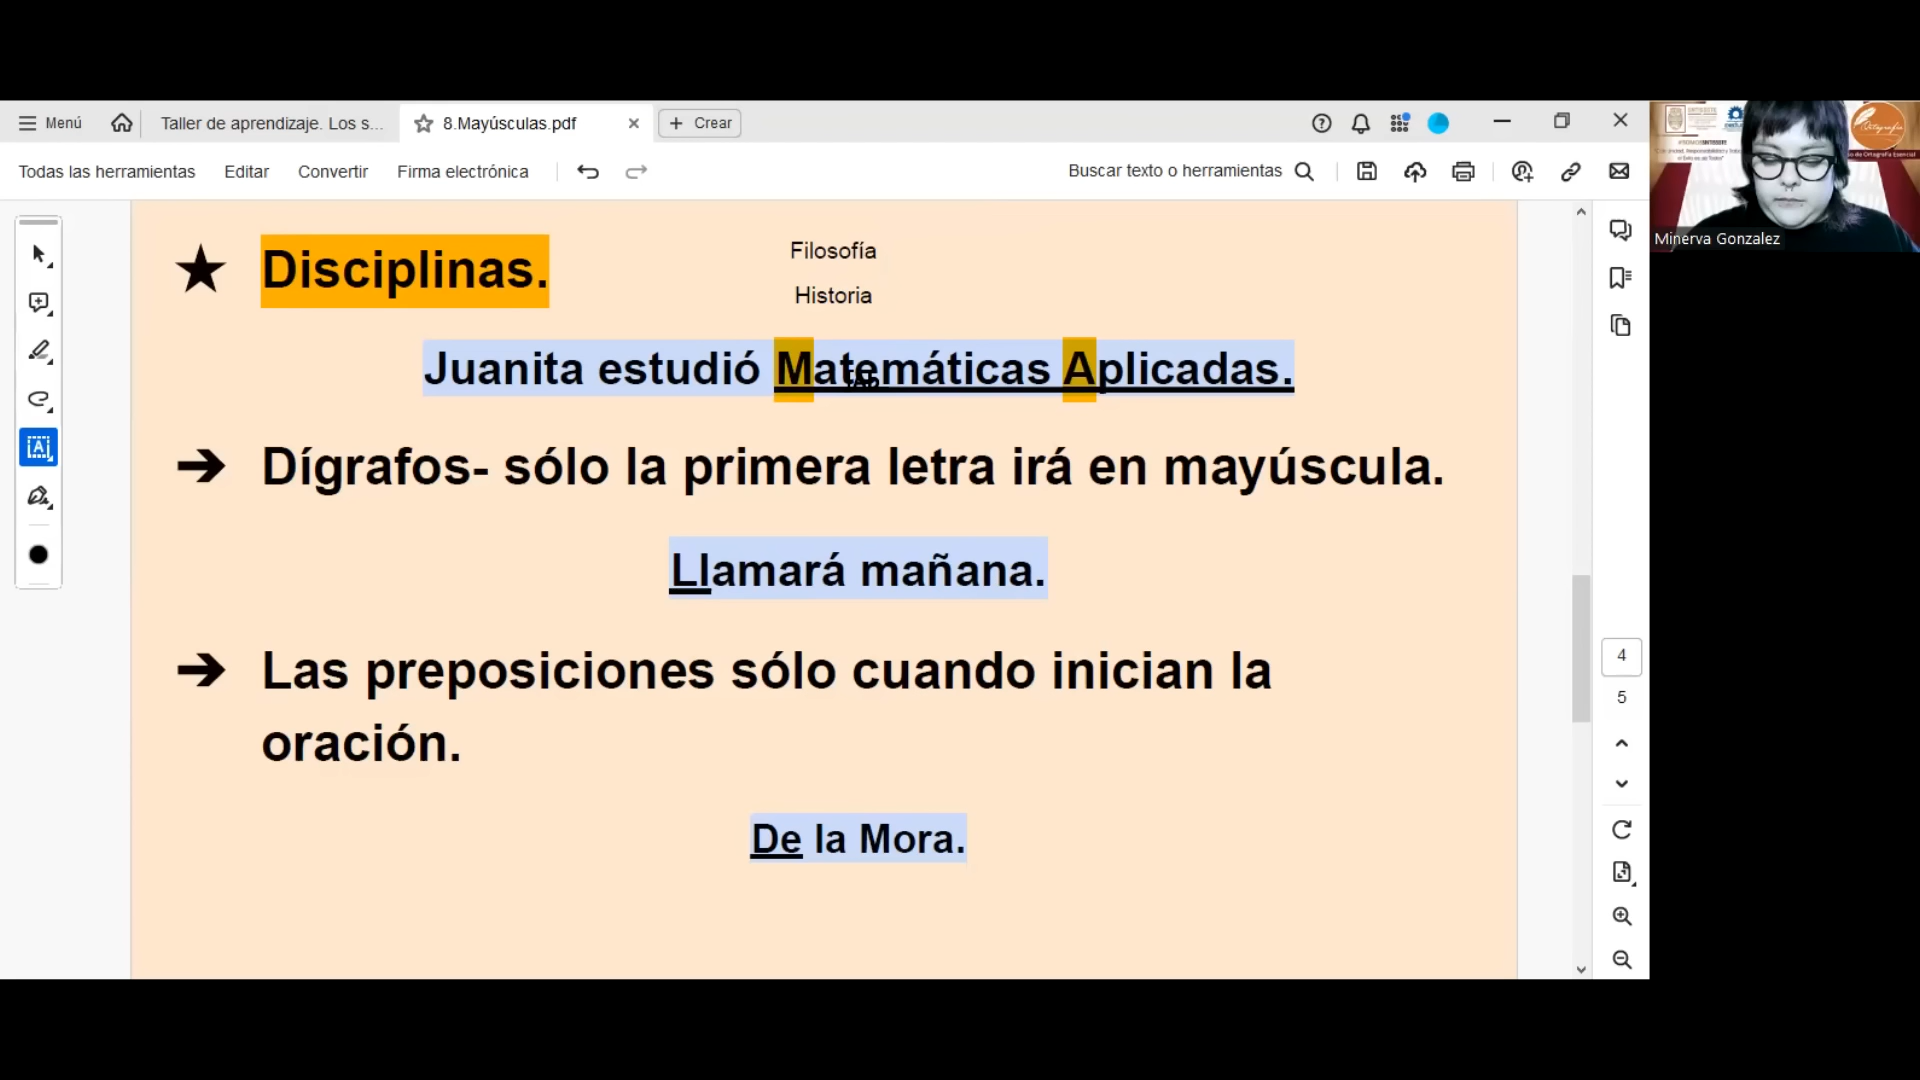 Menú
Taller de aprendizaje. Los s...
8.Mayúsculas.pdf
Crear
Todas las herramientas
Editar
Convertir
Firma electrónica
Buscar texto o herramientas
Disciplinas.
Filosofía
Historia
Juanita estudió Matemáticas Aplicadas.
Dígrafos- sólo la primera letra irá en mayúscula.
Llamará mañana.
Las preposiciones sólo cuando inician la
oración.
De la Mora.
4
5
Ortografía
Minerva Gonzalez